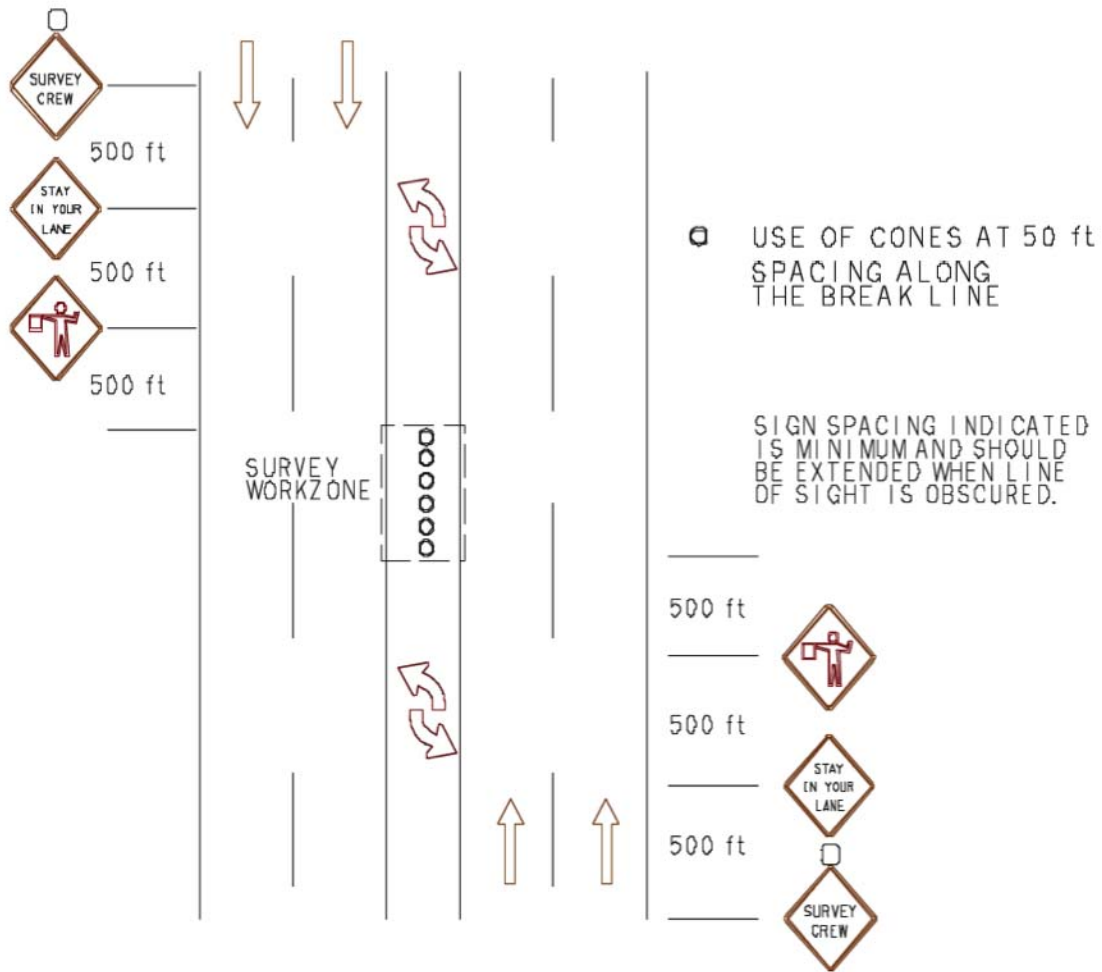 SURVEY
CREW
500 ft
STAY
IN YOUR
LANE
500 ft
500 ft
SURVEY
WORKZONE
USE OF CONES AT 50 ft
SPACING ALONG
THE BREAK LINE
SIGN SPACING INDICATED
IS MINIMUM AND SHOULD
BE EXTENDED WHEN LINE
OF SIGHT IS OBSCURED.
500 ft
500 ft
STAY
IN YOUR
LANE
500 ft
SURVEY
CREW